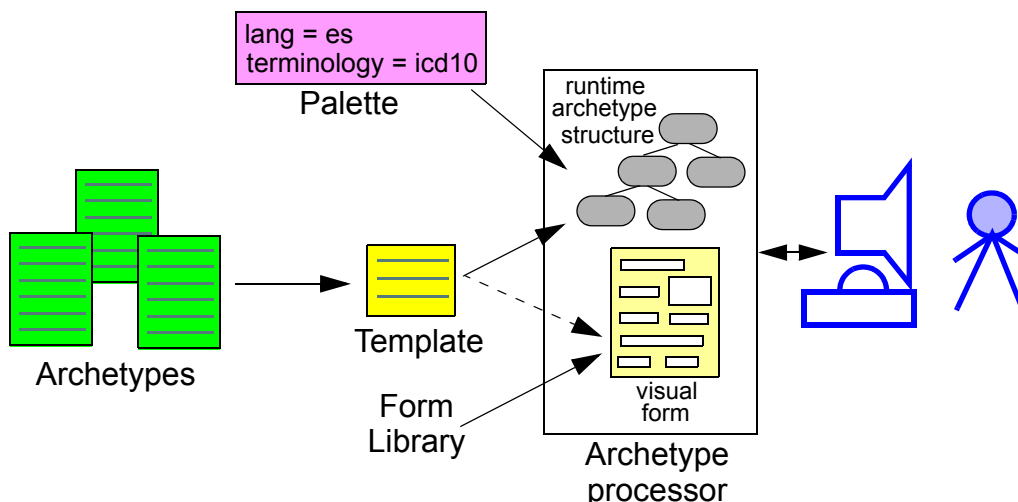 lang = es
terminology = icd10
Palette
runtime
archetype
structure
Archetypes
Template
Form
Library
visual
form
Archetype
processor